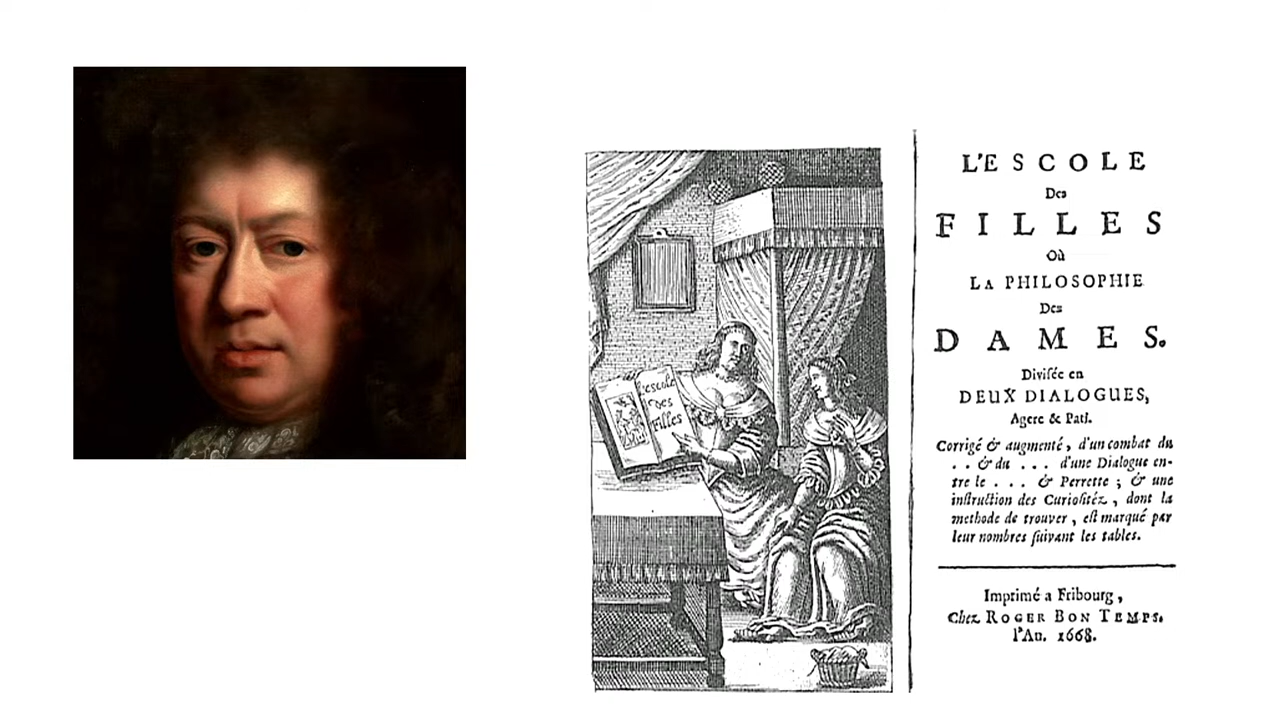 l'escole
des
filles
L'ESCOLE
Des
FILLES
Où
LA PHILOSOPHIE
Des
DAMES.
Divisée en
DEUX DIALOGUES,
Agere & Pati.
Corrigé & augmenté, d'un combat du
. . & du . . . d'une Dialogue en-
tre le . . . & Perrette ; & une
instruction des Curiositéz, dont la
methode de trouver, est marqué par
leur nombres suivant les tables.
Imprimé a Fribourg,
Chez ROGER BON TEMPS.
l'An. 1668.